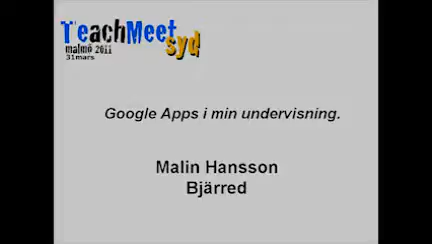 TeachMeet
syd
malmö 2011
31mars
Google Apps i min undervisning.
Malin Hansson
Bjärred